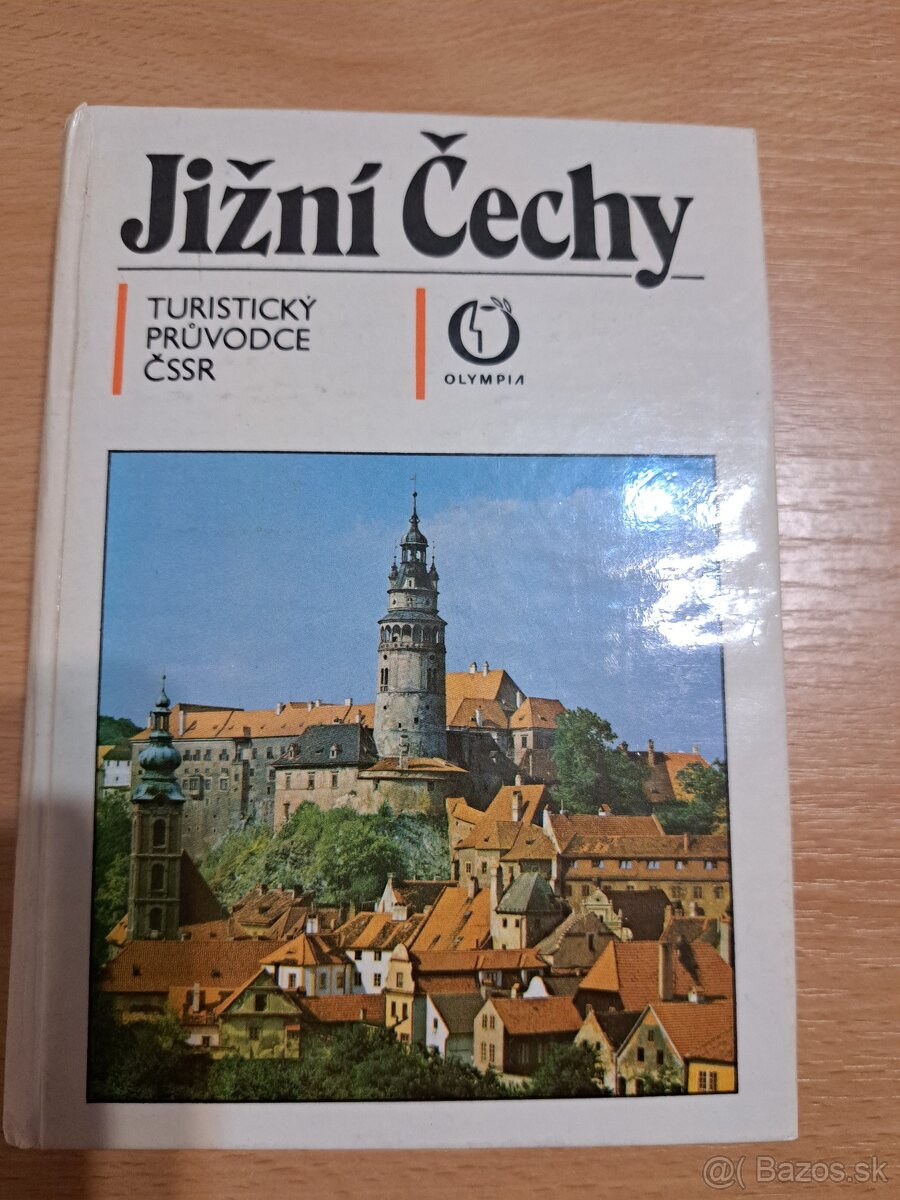 Jižní Čechy
TURISTICKÝ
PRŮVODCE
ČSSR
OLYMPIA
@( Bazos.sk